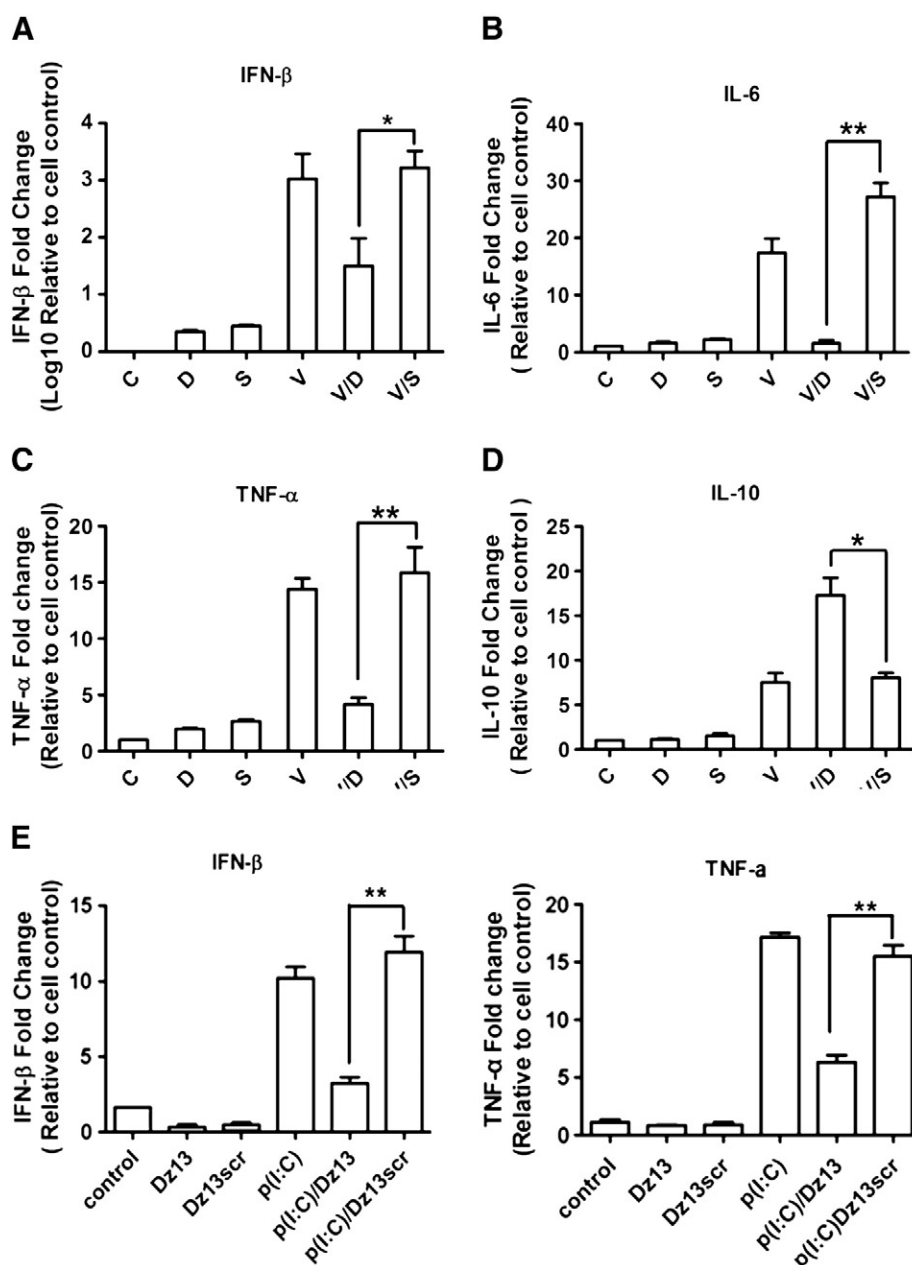 A
IFN-β
IFN-β Fold Change
(Log10 Relative to cell control)
4
3
2
1
0
*
C D S V V/D V/S
B
IL-6
IL-6 Fold Change
( Relative to cell control)
40
30
20
10
0
**
C D S V V/D V/S
C
TNF-α
TNF-α Fold change
(Relative to cell control)
20
15
10
5
0
**
C D S V /D /S
D
IL-10
IL-10 Fold Change
( Relative to cell control )
25
20
15
10
5
0
*
C D S V /D /S
E
IFN-β
IFN-β Fold Change
( Relative to cell control)
15
10
5
0
**
control Dz13 Dz13scr p(I:C) p(I:C)/Dz13 p(I:C)/Dz13scr
TNF-a
TNF-α Fold change
(Relative to cell control)
20
15
10
5
0
**
control Dz13 Dz13scr p(I:C) p(I:C)/Dz13 p(I:C)Dz13scr